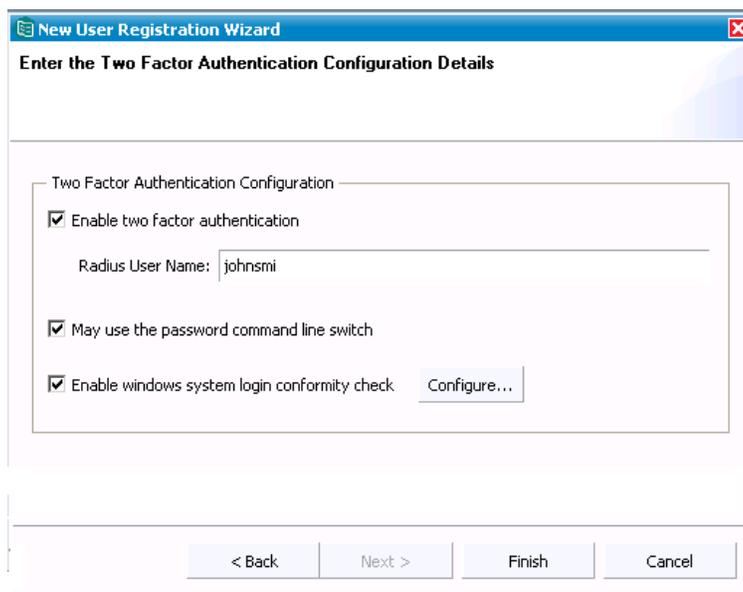 New User Registration Wizard
Enter the Two Factor Authentication Configuration Details
Two Factor Authentication Configuration
Enable two factor authentication
Radius User Name: johnsmi
May use the password command line switch
Enable windows system login conformity check Configure...
< Back Next > Finish Cancel